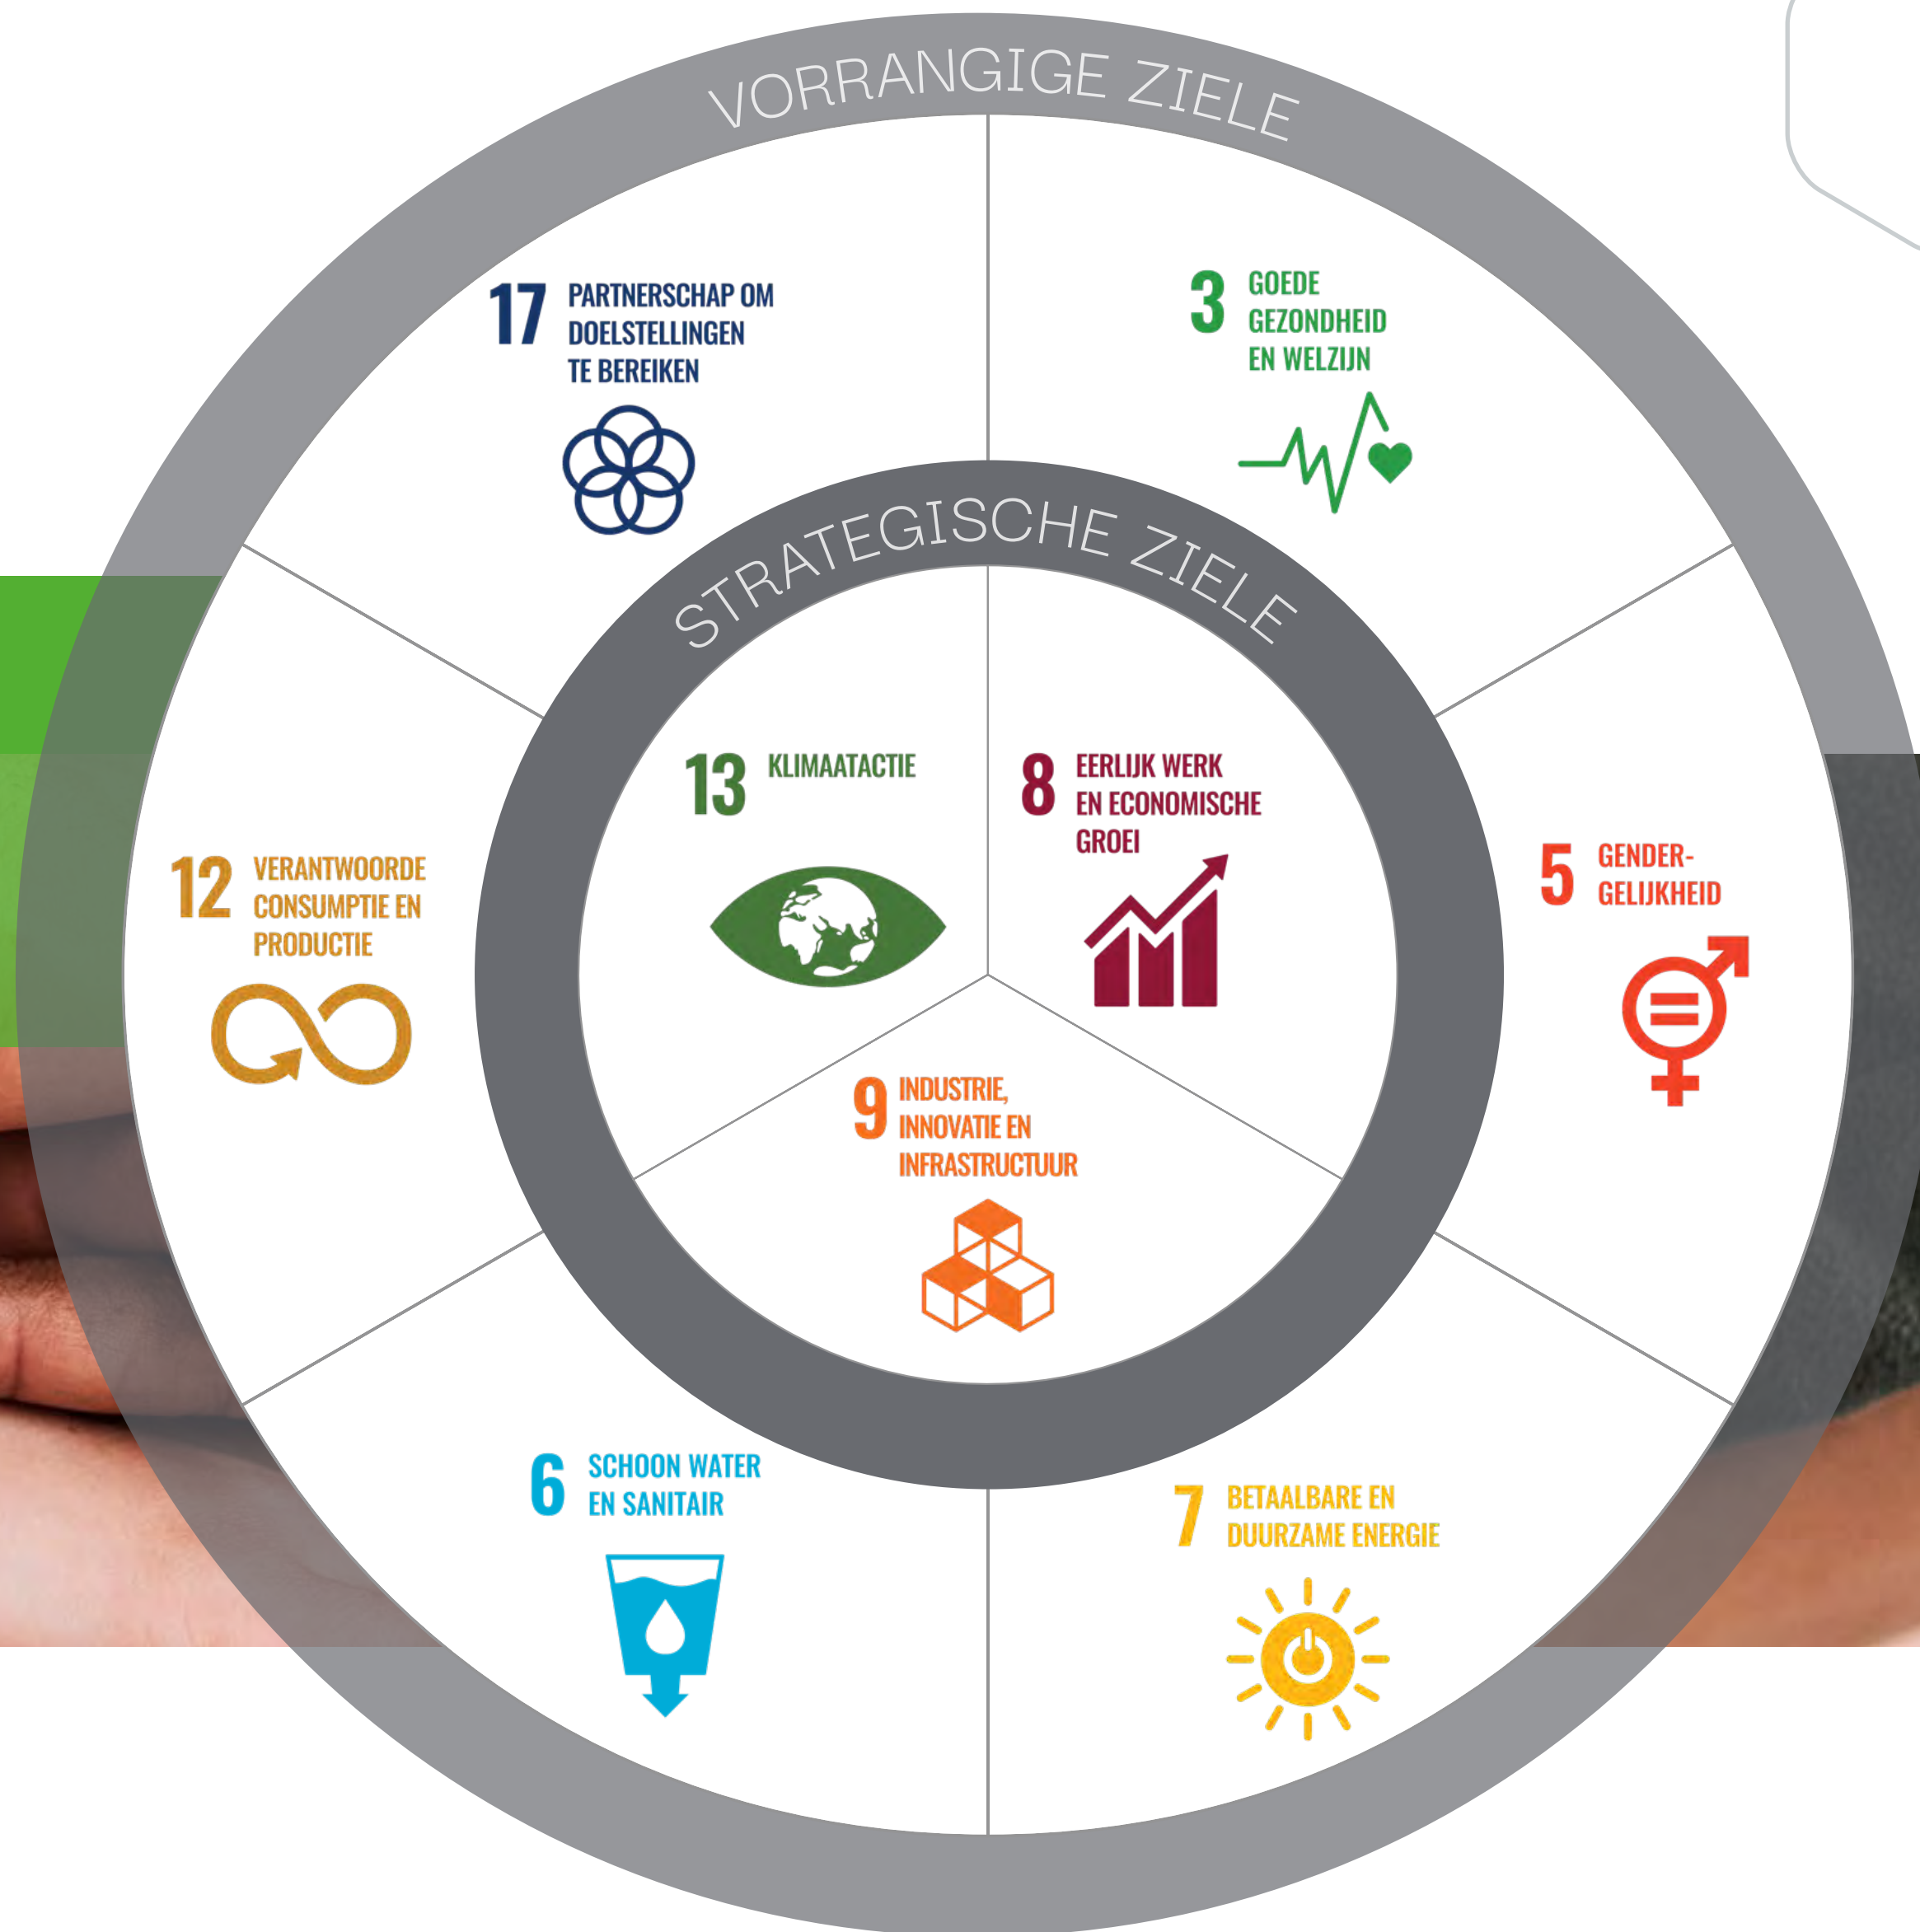 VORRANGIGE ZIELE
17 PARTNERSCHAP OM
DOELSTELLINGEN
TE BEREIKEN
3 GOEDE
GEZONDHEID
EN WELZIJN
STRATEGISCHE ZIELE
13 KLIMAATACTIE
8 EERLIJK WERK
EN ECONOMISCHE
GROEI
12 VERANTWOORDE
CONSUMPTIE EN
PRODUCTIE
5 GENDER-
GELIJKHEID
9 INDUSTRIE,
INNOVATIE EN
INFRASTRUCTUUR
6 SCHOON WATER
EN SANITAIR
7 BETAALBARE EN
DUURZAME ENERGIE